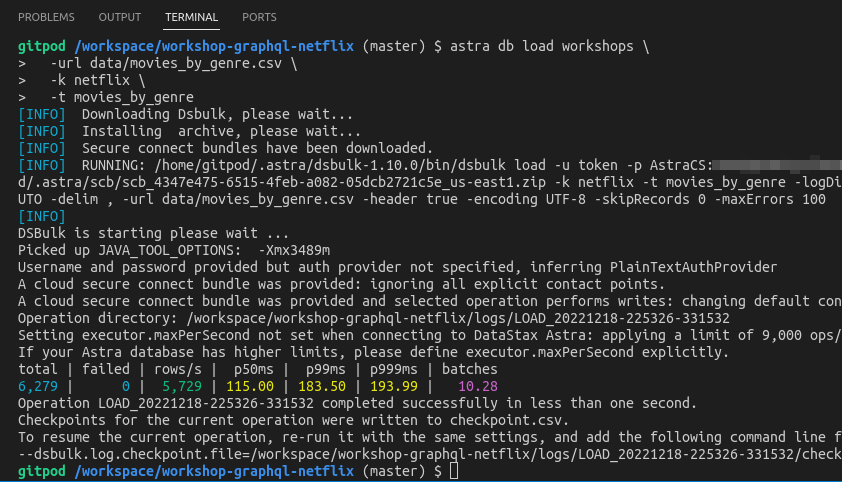 PROBLEMS OUTPUT TERMINAL PORTS
gitpod /workspace/workshop-graphql-netflix (master) $ astra db load workshops \
>   -url data/movies_by_genre.csv \
>   -k netflix \
>   -t movies_by_genre
[INFO]  Downloading Dsbulk, please wait...
[INFO]  Installing  archive, please wait...
[INFO]  Secure connect bundles have been downloaded.
[INFO]  RUNNING: /home/gitpod/.astra/dsbulk-1.10.0/bin/dsbulk load -u token -p AstraCS:
d/.astra/scb/scb_4347e475-6515-4feb-a082-05dcb2721c5e_us-east1.zip -k netflix -t movies_by_genre -logDi
UTO -delim , -url data/movies_by_genre.csv -header true -encoding UTF-8 -skipRecords 0 -maxErrors 100
[INFO]
DSBulk is starting please wait ...
Picked up JAVA_TOOL_OPTIONS:  -Xmx3489m
Username and password provided but auth provider not specified, inferring PlainTextAuthProvider
A cloud secure connect bundle was provided: ignoring all explicit contact points.
A cloud secure connect bundle was provided and selected operation performs writes: changing default con
Operation directory: /workspace/workshop-graphql-netflix/logs/LOAD_20221218-225326-331532
Setting executor.maxPerSecond not set when connecting to DataStax Astra: applying a limit of 9,000 ops/
If your Astra database has higher limits, please define executor.maxPerSecond explicitly.
total | failed | rows/s |  p50ms |  p99ms | p999ms | batches
6,279 |      0 |  5,729 | 115.00 | 183.50 | 193.99 |   10.28
Operation LOAD_20221218-225326-331532 completed successfully in less than one second.
Checkpoints for the current operation were written to checkpoint.csv.
To resume the current operation, re-run it with the same settings, and add the following command line f
--dsbulk.log.checkpoint.file=/workspace/workshop-graphql-netflix/logs/LOAD_20221218-225326-331532/check
gitpod /workspace/workshop-graphql-netflix (master) $